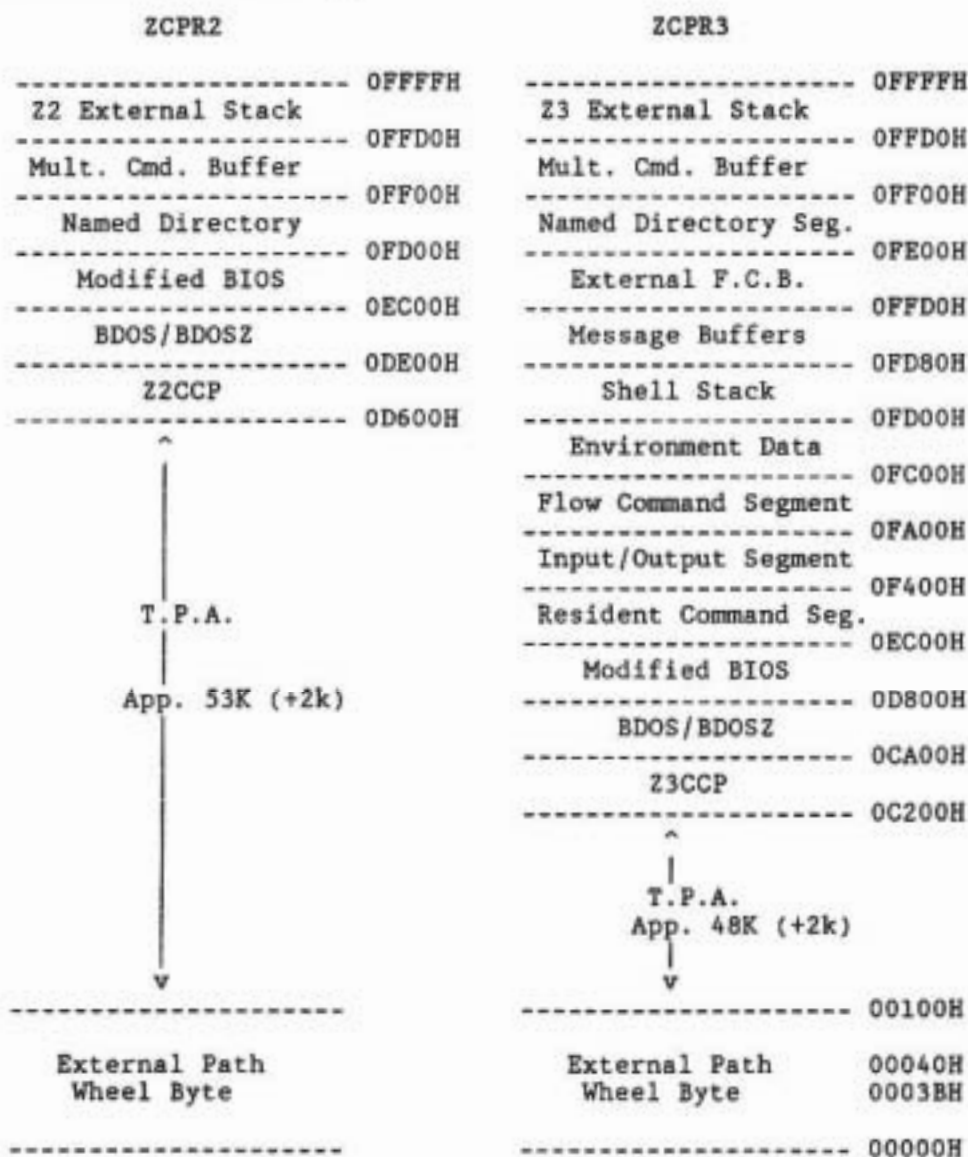 ZCPR2 ZCPR3
-------------------- 0FFFFH -------------------- 0FFFFH
Z2 External Stack Z3 External Stack
-------------------- 0FFD0H -------------------- 0FFD0H
Mult. Cmd. Buffer Mult. Cmd. Buffer
-------------------- 0FF00H -------------------- 0FF00H
Named Directory Named Directory Seg.
-------------------- 0FD00H -------------------- 0FE00H
Modified BIOS External F.C.B.
-------------------- 0EC00H -------------------- 0FFD0H
BDOS/BDOSZ Message Buffers
-------------------- 0DE00H -------------------- 0FD80H
Z2CCP Shell Stack
-------------------- 0D600H -------------------- 0FD00H
^ Environment Data
-------------------- 0FC00H
Flow Command Segment
-------------------- 0FA00H
Input/Output Segment
-------------------- 0F400H
T.P.A. Resident Command Seg.
-------------------- 0EC00H
Modified BIOS
App. 53K (+2k) -------------------- 0D800H
BDOS/BDOSZ
-------------------- 0CA00H
Z3CCP
-------------------- 0C200H
^
T.P.A.
App. 48K (+2k)
v v
-------------------- -------------------- 00100H
External Path External Path 00040H
Wheel Byte Wheel Byte 0003BH
-------------------- -------------------- 00000H